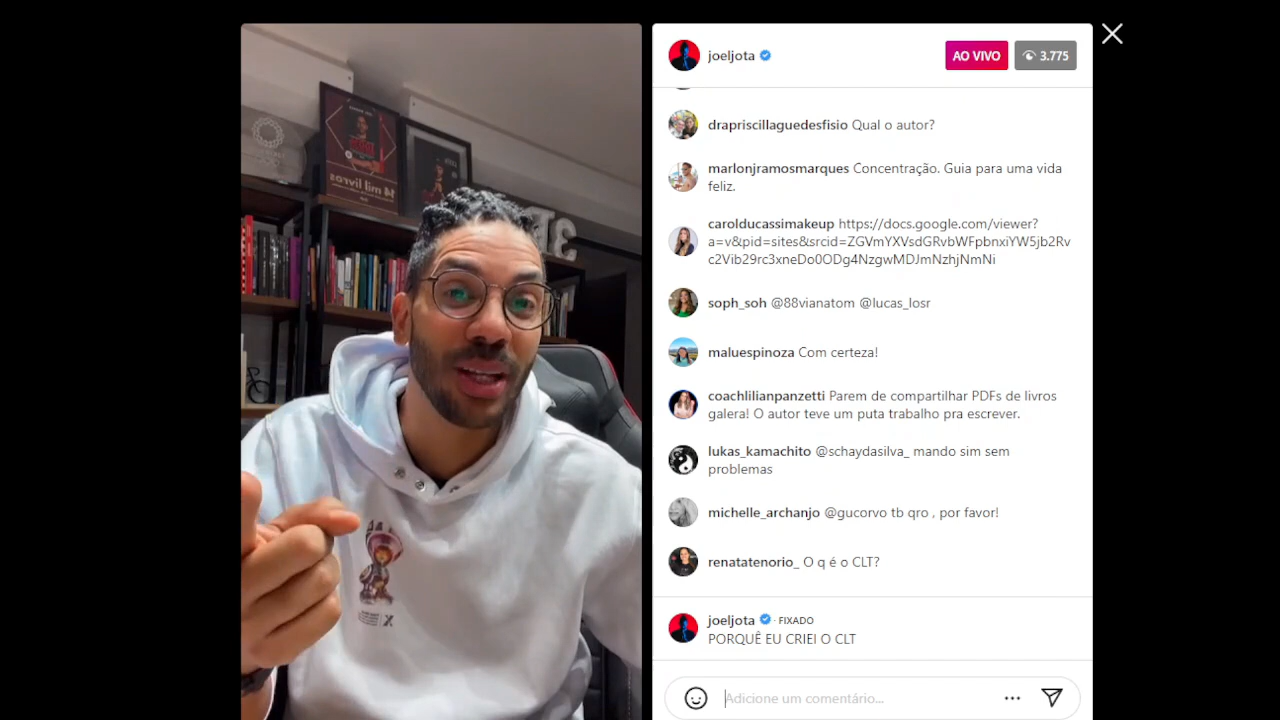 joeljota
AO VIVO
3.775
drapriscillaguedesfisio Qual o autor?
marlonjramosmarques Concentração. Guia para uma vida
feliz.
carolducassimakeup https://docs.google.com/viewer?
a=v&pid=sites&srcid=ZGVmYXVsdGRvbWFpbnxiYW5jb2Rv
c2Vib29rc3xneDo0ODg4NzgwMDJmNzhjNmNi
soph_soh @88vianatom @lucas_losr
maluespinoza Com certeza!
coachlilianpanzetti Parem de compartilhar PDFs de livros
galera! O autor teve um puta trabalho pra escrever.
lukas_kamachito @schaydasilva_ mando sim sem
problemas
michelle_archanjo @gucorvo tb qro , por favor!
renatatenorio_ O q é o CLT?
joeljota · FIXADO
PORQUÊ EU CRIEI O CLT
Adicione um comentário...
14 mil livros